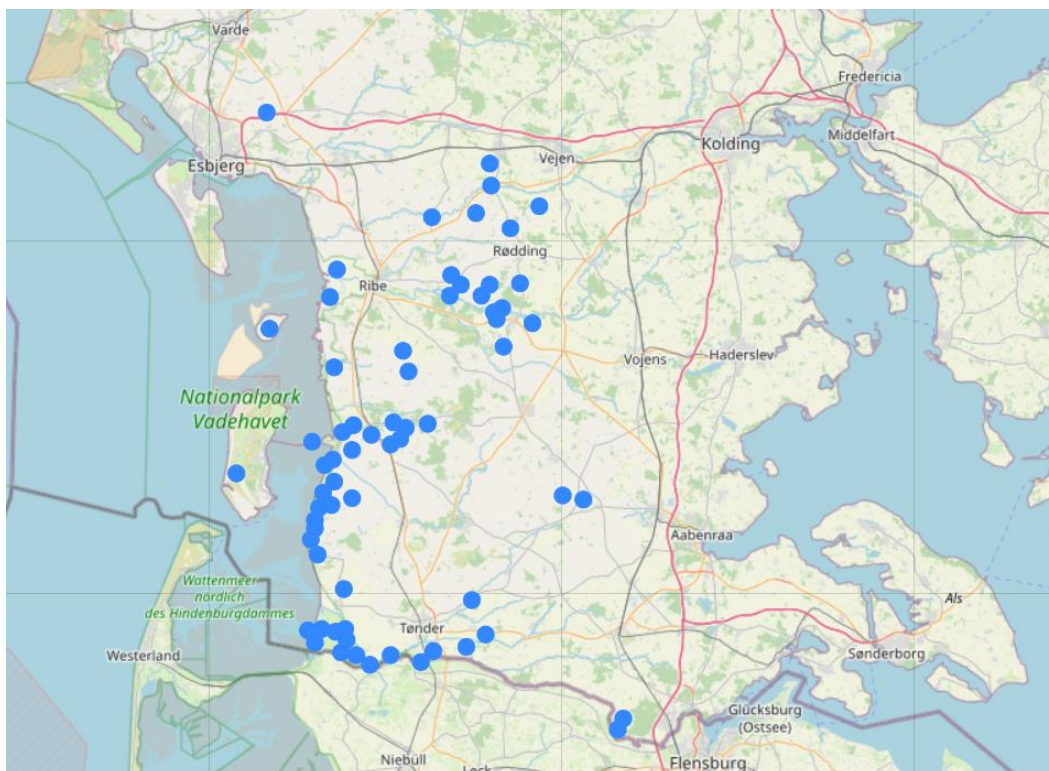 Varde
Fredericia
Middelfart
Kolding
Vejen
Esbjerg
Rødding
Ribe
Vojens
Haderslev
Nationalpark
Vadehavet
Aabenraa
Wattenmeer
nördlich
des Hindenburgdammes
Als
Tønder
Westerland
Sønderborg
Glücksburg
(Ostsee)
Niebüll
Flensburg
Leck